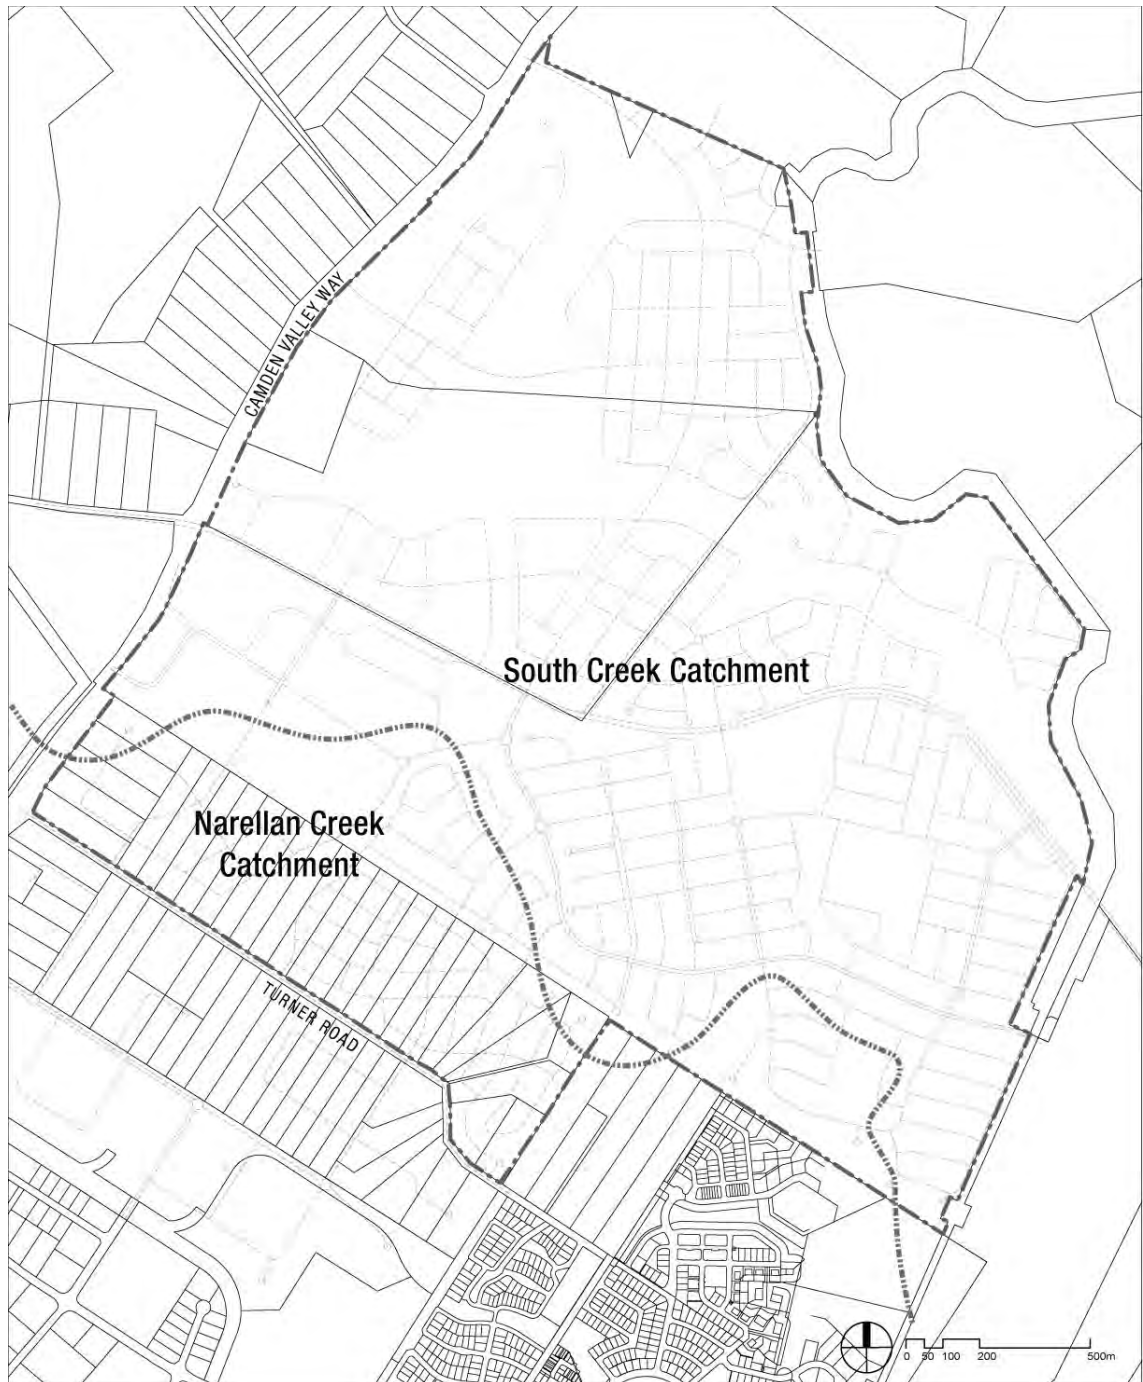 CAMDEN VALLEY WAY
South Creek Catchment
Narellan Creek
Catchment
TURNER ROAD
0 50 100 200 500m